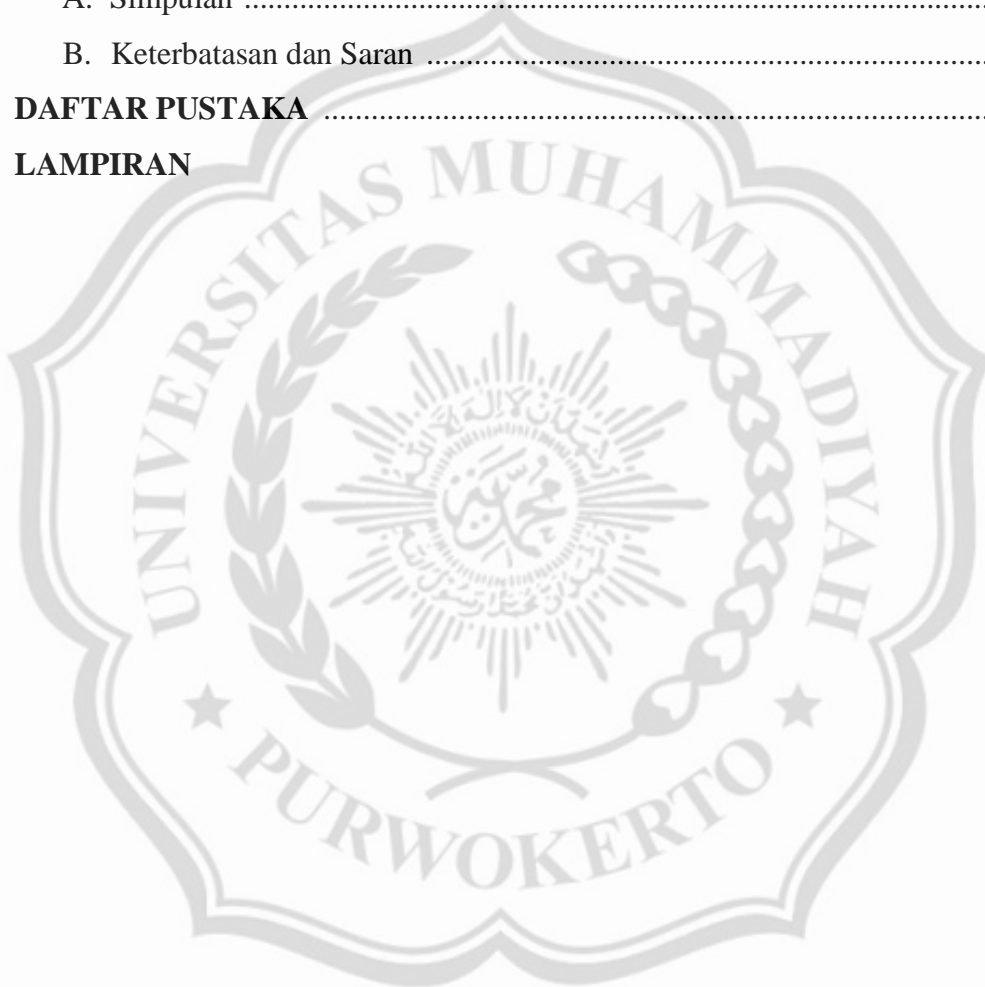 A. Simpulan ........................................................................................
B. Keterbatasan dan Saran ........................................................................
DAFTAR PUSTAKA ........................................................................................
LAMPIRAN
UNIVERSITAS MUHAMMADIYAH
PURWOKERTO